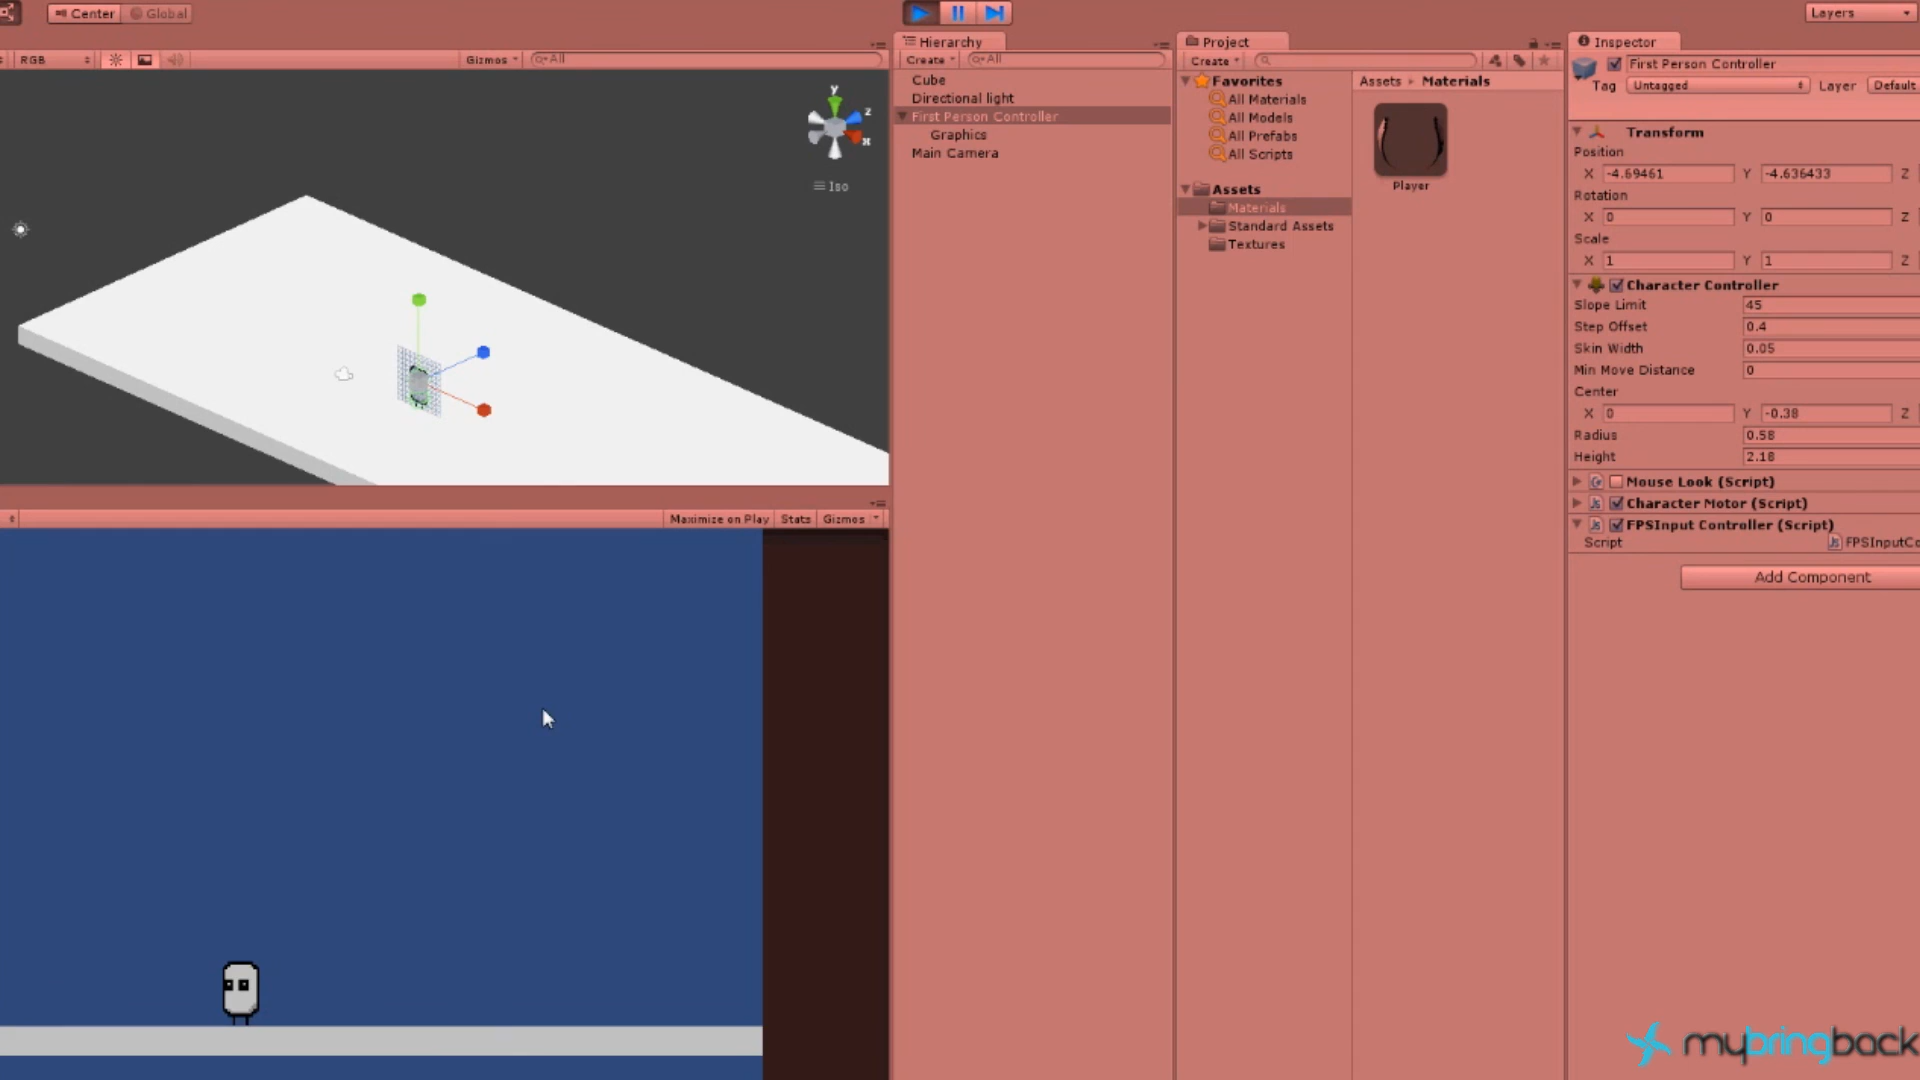 Center Global
Layers
RGB
Gizmos All
Hierarchy
Create All
Cube
Directional light
First Person Controller
Graphics
Main Camera
Project
Create
Favorites
All Materials
All Models
All Prefabs
All Scripts
Assets
Materials
Standard Assets
Textures
Assets Materials
Player
Inspector
First Person Controller
Tag Untagged Layer Default
Transform
Position
X -4.69461 Y -4.636433 Z
Rotation
X 0 Y 0 Z
Scale
X 1 Y 1 Z
Character Controller
Slope Limit 45
Step Offset 0.4
Skin Width 0.05
Min Move Distance 0
Center
X 0 Y -0.38 Z
Radius 0.58
Height 2.18
Mouse Look (Script)
Character Motor (Script)
FPSInput Controller (Script)
Script FPSInputCo
Add Component
y
z
x
Iso
Maximize on Play Stats Gizmos
mybringback